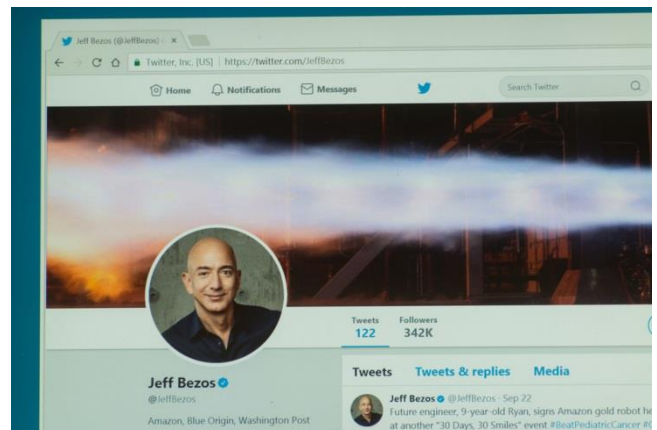 Jeff Bezos (@JeffBezos) ×
Twitter, Inc. [US] | https://twitter.com/JeffBezos
Home Notifications Messages Search Twitter
Tweets Followers
122 342K
Tweets Tweets & replies Media
Jeff Bezos
@JeffBezos
Amazon, Blue Origin, Washington Post
Jeff Bezos @JeffBezos · Sep 22
Future engineer, 9-year-old Ryan, signs Amazon gold robot
at another "30 Days, 30 Smiles" event #BeatPediatricCancer